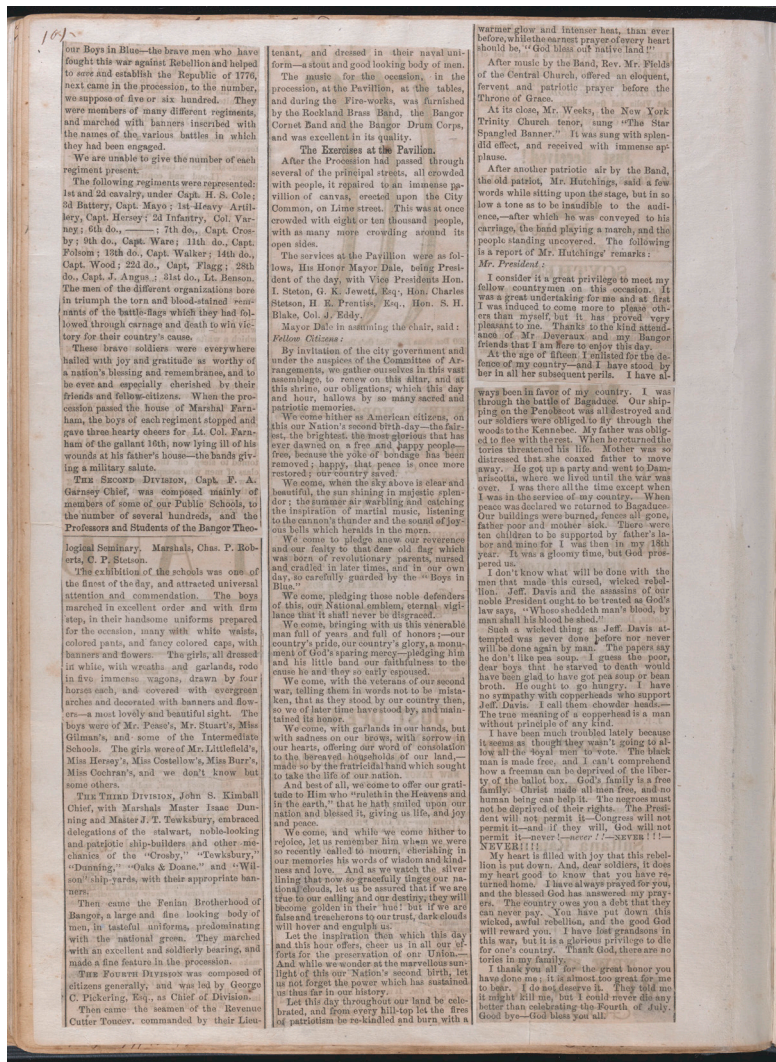 our Boys in Blue—the brave men who have
fought this war against Rebellion and helped
to save and establish the Republic of 1776,
next came in the procession, to the number,
we suppose of five or six hundred. They
were members of many different regiments,
and marched with banners inscribed with
the names of the various battles in which
they had been engaged.
We are unable to give the number of each
regiment present.
The following regiments were represented:
1st and 2d cavalry, under Capt. H. S. Cole;
3d Battery, Capt. Mayo; 1st Heavy Artil-
lery, Capt. Hersey; 2d Infantry, Col. Var-
ney; 6th do., ———; 7th do., Capt. Cros-
by; 9th do., Capt. Ware; 11th do., Capt.
Folsom; 13th do., Capt. Walker; 14th do.,
Capt. Wood; 22d do., Capt, Flagg; 28th
do., Capt. J. Angus; 31st do., Lt. Benson.
The men of the different organizations bore
in triumph the torn and blood-stained rem-
nants of the battle-flags which they had fol-
lowed through carnage and death to win vic-
tory for their country's cause.
These brave soldiers were everywhere
hailed with joy and gratitude as worthy of
a nation's blessing and remembrance, and to
be ever and especially cherished by their
friends and fellow-citizens. When the pro-
cession passed the house of Marshal Farn-
ham, the boys of each regiment stopped and
gave three hearty cheers for Lt. Col. Farn-
ham of the gallant 16th, now lying ill of his
wounds at his father's house—the bands giv-
ing a military salute.
THE SECOND DIVISION, Capt. F. A.
Garnsey Chief, was composed mainly of
members of some of our Public Schools, to
the number of several hundreds, and the
Professors and Students of the Bangor Theo-
logical Seminary. Marshals, Chas. P. Rob-
erts, C. P. Stetson.
The exhibition of the schools was one of
the finest of the day, and attracted universal
attention and commendation. The boys
marched in excellent order and with firm
step, in their handsome uniforms prepared
for the occasion, many with white waists,
colored pants, and fancy colored caps, with
banners and flowers. The girls, all dressed
in white, with wreaths and garlands, rode
in five immense wagons, drawn by four
horses each, and covered with evergreen
arches and decorated with banners and flow-
ers—a most lovely and beautiful sight. The
boys were of Mr. Pease's, Mr. Stuart's, Miss
Gilman's, and some of the Intermediate
Schools. The girls were of Mr. Littlefield's,
Miss Hersey's, Miss Costellow's, Miss Burr's,
Miss Cochran's, and we don't know but
some others.
THE THIRD DIVISION, John S. Kimball
Chief, with Marshals Master Isaac Dun-
ning and Master J. T. Tewksbury, embraced
delegations of the stalwart, noble-looking
and patriotic ship-builders and other me-
chanics of the "Crosby," "Tewksbury,"
"Dunning," "Oaks & Doane," and "Wil-
son" ship-yards, with their appropriate ban-
ners.
Then came the Fenian Brotherhood of
Bangor, a large and fine looking body of
men, in tasteful uniforms, predominating
with the national green. They marched
with an excellent and soldierly bearing, and
made a fine feature in the procession.
THE FOURTH DIVISION was composed of
citizens generally, and was led by George
C. Pickering, Esq., as Chief of Division.
Then came the seamen of the Revenue
Cutter Toucey, commanded by their Lieu-
tenant, and dressed in their naval uni-
form—a stout and good looking body of men.
The music for the occasion, in the
procession, at the Pavillion, at the tables,
and during the Fire-works, was furnished
by the Rockland Brass Band, the Bangor
Cornet Band and the Bangor Drum Corps,
and was excellent in its quality.
The Exercises at the Pavilion.
After the Procession had passed through
several of the principal streets, all crowded
with people, it repaired to an immense pa-
villion of canvas, erected upon the City
Common, on Lime street. This was at once
crowded with eight or ten thousand people,
with as many more crowding around its
open sides.
The services at the Pavillion were as fol-
lows, His Honor Mayor Dale, being Presi-
dent of the day, with Vice Presidents Hon.
I. Steton, G. K. Jewett, Esq., Hon. Charles
Stetson, H. E. Prentiss, Esq., Hon. S. H.
Blake, Col. J. Eddy.
Mayor Dale in assuming the chair, said:
Fellow Citizens:
By invitation of the city government and
under the auspices of the Committee of Ar-
rangements, we gather ourselves in this vast
assemblage, to renew on this altar, and at
this shrine, our obligations, which this day
and hour, hallows by so many sacred and
patriotic memories.
We come hither as American citizens, on
this our Nation's second birth-day—the fair-
est, the brightest, the most glorious that has
ever dawned on a free and happy people—
free, because the yoke of bondage has been
removed; happy, that peace is once more
restored; our country saved.
We come, when the sky above is clear and
beautiful, the sun shining in majestic splen-
dor; the summer air warbling and catching
the inspiration of martial music, listening
to the cannon's thunder and the sound of joy-
ous bells which heralds in the morn.
We come to pledge anew our reverence
and our fealty to that dear old flag which
was born of revolutionary parents, nursed
and cradled in later times, and in our own
day, so carefully guarded by the "Boys in
Blue."
We come, pledging those noble defenders
of this, our National emblem, eternal vigi-
lance that it shall never be disgraced.
We come, bringing with us this venerable
man full of years and full of honors;—our
country's pride, our country's glory, a monu-
ment of God's sparing mercy—pledging him
and his little band our faithfulness to the
cause he and they so early espoused.
We come, with the veterans of our second
war, telling them in words not to be mista-
ken, that as they stood by our country then,
so we of later time have stood by, and main-
tained its honor.
We come, with garlands in our hands, but
with sadness on our brows, with sorrow in
our hearts, offering our word of consolation
to the bereaved households of our land,—
made so by the fratricidal hand which sought
to take the life of our nation.
And best of all, we come to offer our grati-
tude to Him who "ruleth in the Heavens and
in the earth," that he hath smiled upon our
nation and blessed it, giving us life, and joy
and peace.
We come, and while we come hither to
rejoice, let us remember him whom we were
so recently called to mourn, cherishing in
our memories his words of wisdom and kind-
ness and love. And as we watch the silver
lining that now so gracefully tinges our na-
tional clouds, let us be assured that if we are
true to our calling and our destiny, they will
become golden in their hue! but if we are
false and treacherons to our trust, dark clouds
will hover and engulph us.
Let the inspiration then which this day
and this hour offers, cheer us in all our ef-
forts for the preservation of our Union.—
And while we wonder at the marvellous sun-
light of this our Nation's second birth, let
us not forget the power which has sustained
us thus far in our history.
Let this day throughout our land be cele-
brated, and from every hill-top let the fires
of patriotism be re-kindled and burn with a
warmer glow and intenser heat, than ever
before, while the earnest prayer of every heart
should be, "God bless our native land!"
After music by the Band, Rev. Mr. Fields
of the Central Church, offered an eloquent,
fervent and patriotic prayer before the
Throne of Grace.
At its close, Mr. Weeks, the New York
Trinity Church tenor, sung "The Star
Spangled Banner." It was sung with splen-
did effect, and received with immense ap-
plause.
After another patriotic air by the Band,
the old patriot, Mr. Hutchings, said a few
words while sitting upon the stage, but in so
low a tone as to be inaudible to the audi-
ence,—after which he was conveyed to his
carriage, the band playing a march, and the
people standing uncovered. The following
is a report of Mr. Hutchings' remarks:
Mr. President:
I consider it a great privilege to meet my
fellow countrymen on this occasion. It
was a great undertaking for me and at first
I was induced to come more to please oth-
ers than myself, but it has proved very
pleasant to me. Thanks to the kind attend-
ance of Mr. Deveraux and my Bangor
friends that I am here to enjoy this day.
At the age of fifteen I enlisted for the de-
fence of my country—and I have stood by
her in all her subsequent perils. I have al-
ways been in favor of my country. I was
through the battle of Bagaduce. Our ship-
ping on the Penobscot was all destroyed and
our soldiers were obliged to fly through the
woods to the Kennebec. My father was oblig-
ed to flee with the rest. When he returned the
tories threatened his life. Mother was so
distressed that she coaxed father to move
away. He got up a party and went to Dam-
ariscotta, where we lived until the war was
over. I was there all the time except when
I was in the service of my country. When
peace was declared we returned to Bagaduce.
Our buildings were burned, fences all gone,
father poor and mother sick. There were
ten children to be supported by father's la-
bor and mine for I was then in my 18th
year. It was a gloomy time, but God pros-
pered us.
I don't know what will be done with the
men that made this cursed, wicked rebel-
lion. Jeff. Davis and the assassins of our
noble President ought to be treated as God's
law says, "Whoso sheddeth man's blood, by
man shall his blood be shed."
Such a wicked thing as Jeff. Davis at-
tempted was never done before nor never
will be done again by man. The papers say
he don't like pea soup. I guess the poor,
dear boys that he starved to death would
have been glad to have got pea soup or bean
broth. He ought to go hungry. I have
no sympathy with copperheads who support
Jeff. Davis. I call them chowder heads.—
The true meaning of a copperhead is a man
without principle of any kind.
I have been much troubled lately because
it seems as though they wasn't going to al-
low all the loyal men to vote. The black
man is made free, and I can't comprehend
how a freeman can be deprived of the liber-
ty of the ballot box. God's family is a free
family. Christ made all men free, and no
human being can help it. The negroes must
not be deprived of their rights. The Presi-
dent will not permit it—Congress will not
permit it—and if they will, God will not
permit it—never!—never!!—NEVER!!!—
NEVER!!!!
My heart is filled with joy that this rebel-
lion is put down. And, dear soldiers, it does
my heart good to know that you have re-
turned home. I have always prayed for you,
and the blessed God has answered my pray-
ers. The country owes you a debt that they
can never pay. You have put down this
wicked, awful rebellion, and the good God
will reward you. I have lost grandsons in
this war, but it is a glorious privilege to die
for one's country. Thank God, there are no
tories in my family.
I thank you all for the great honor you
have done me; it is almost too great for me
to bear. I do not deserve it. They told me
it might kill me, but I could never die any
better than celebrating the Fourth of July.
Good bye—God bless you all.